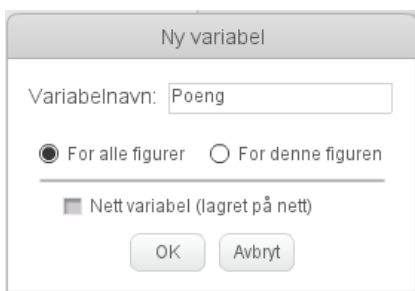 Ny variabel
Variabelnavn: Poeng
For alle figurer For denne figuren
Nett variabel (lagret på nett)
OK Avbryt